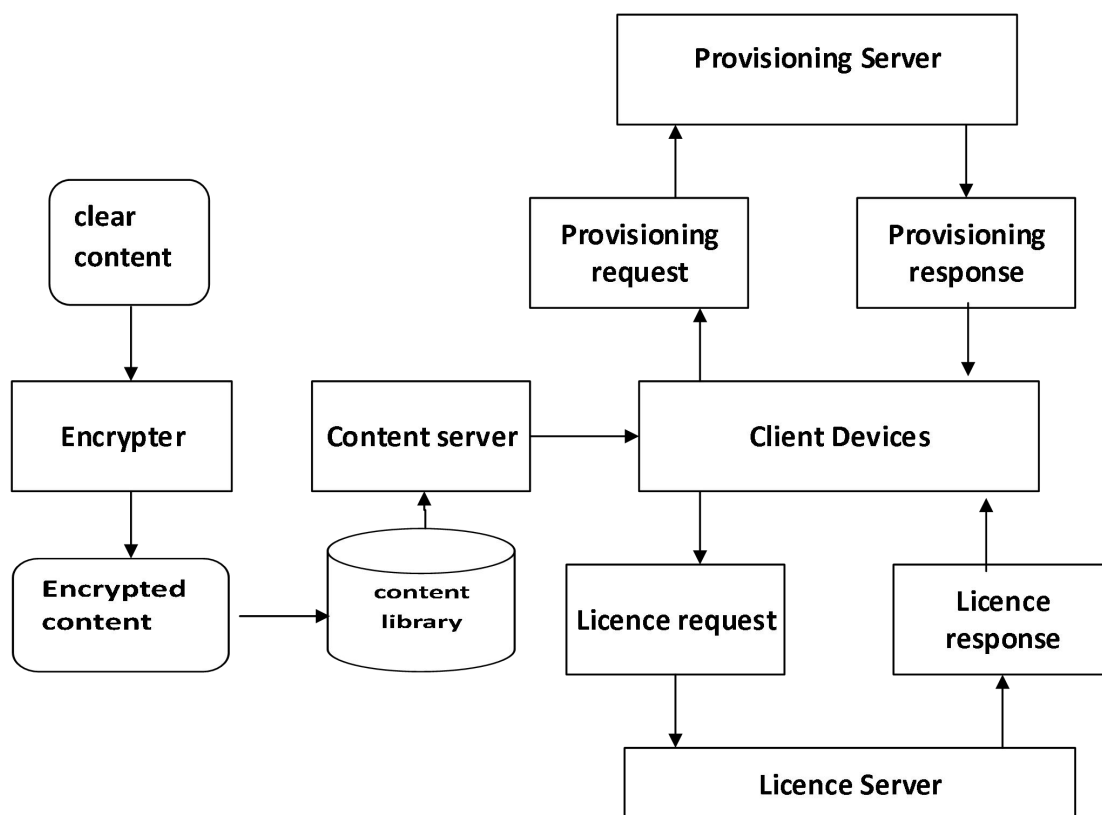 Provisioning Server
clear
content
Provisioning
request
Provisioning
response
Encrypter
Content server
Client Devices
Encrypted
content
content
library
Licence request
Licence
response
Licence Server